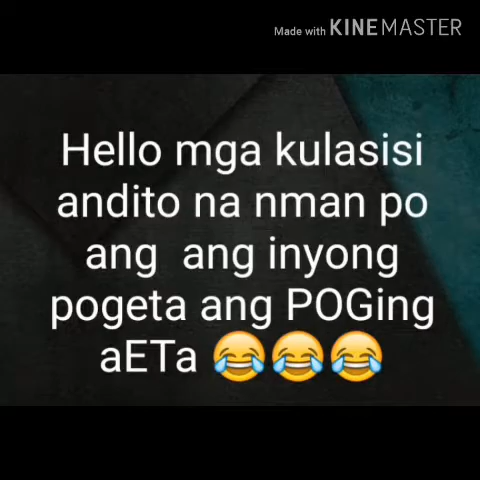 Made with KINEMASTER
Hello mga kulasisi
andito na nman po
ang ang inyong
pogeta ang POGing
aETa 😂😂😂